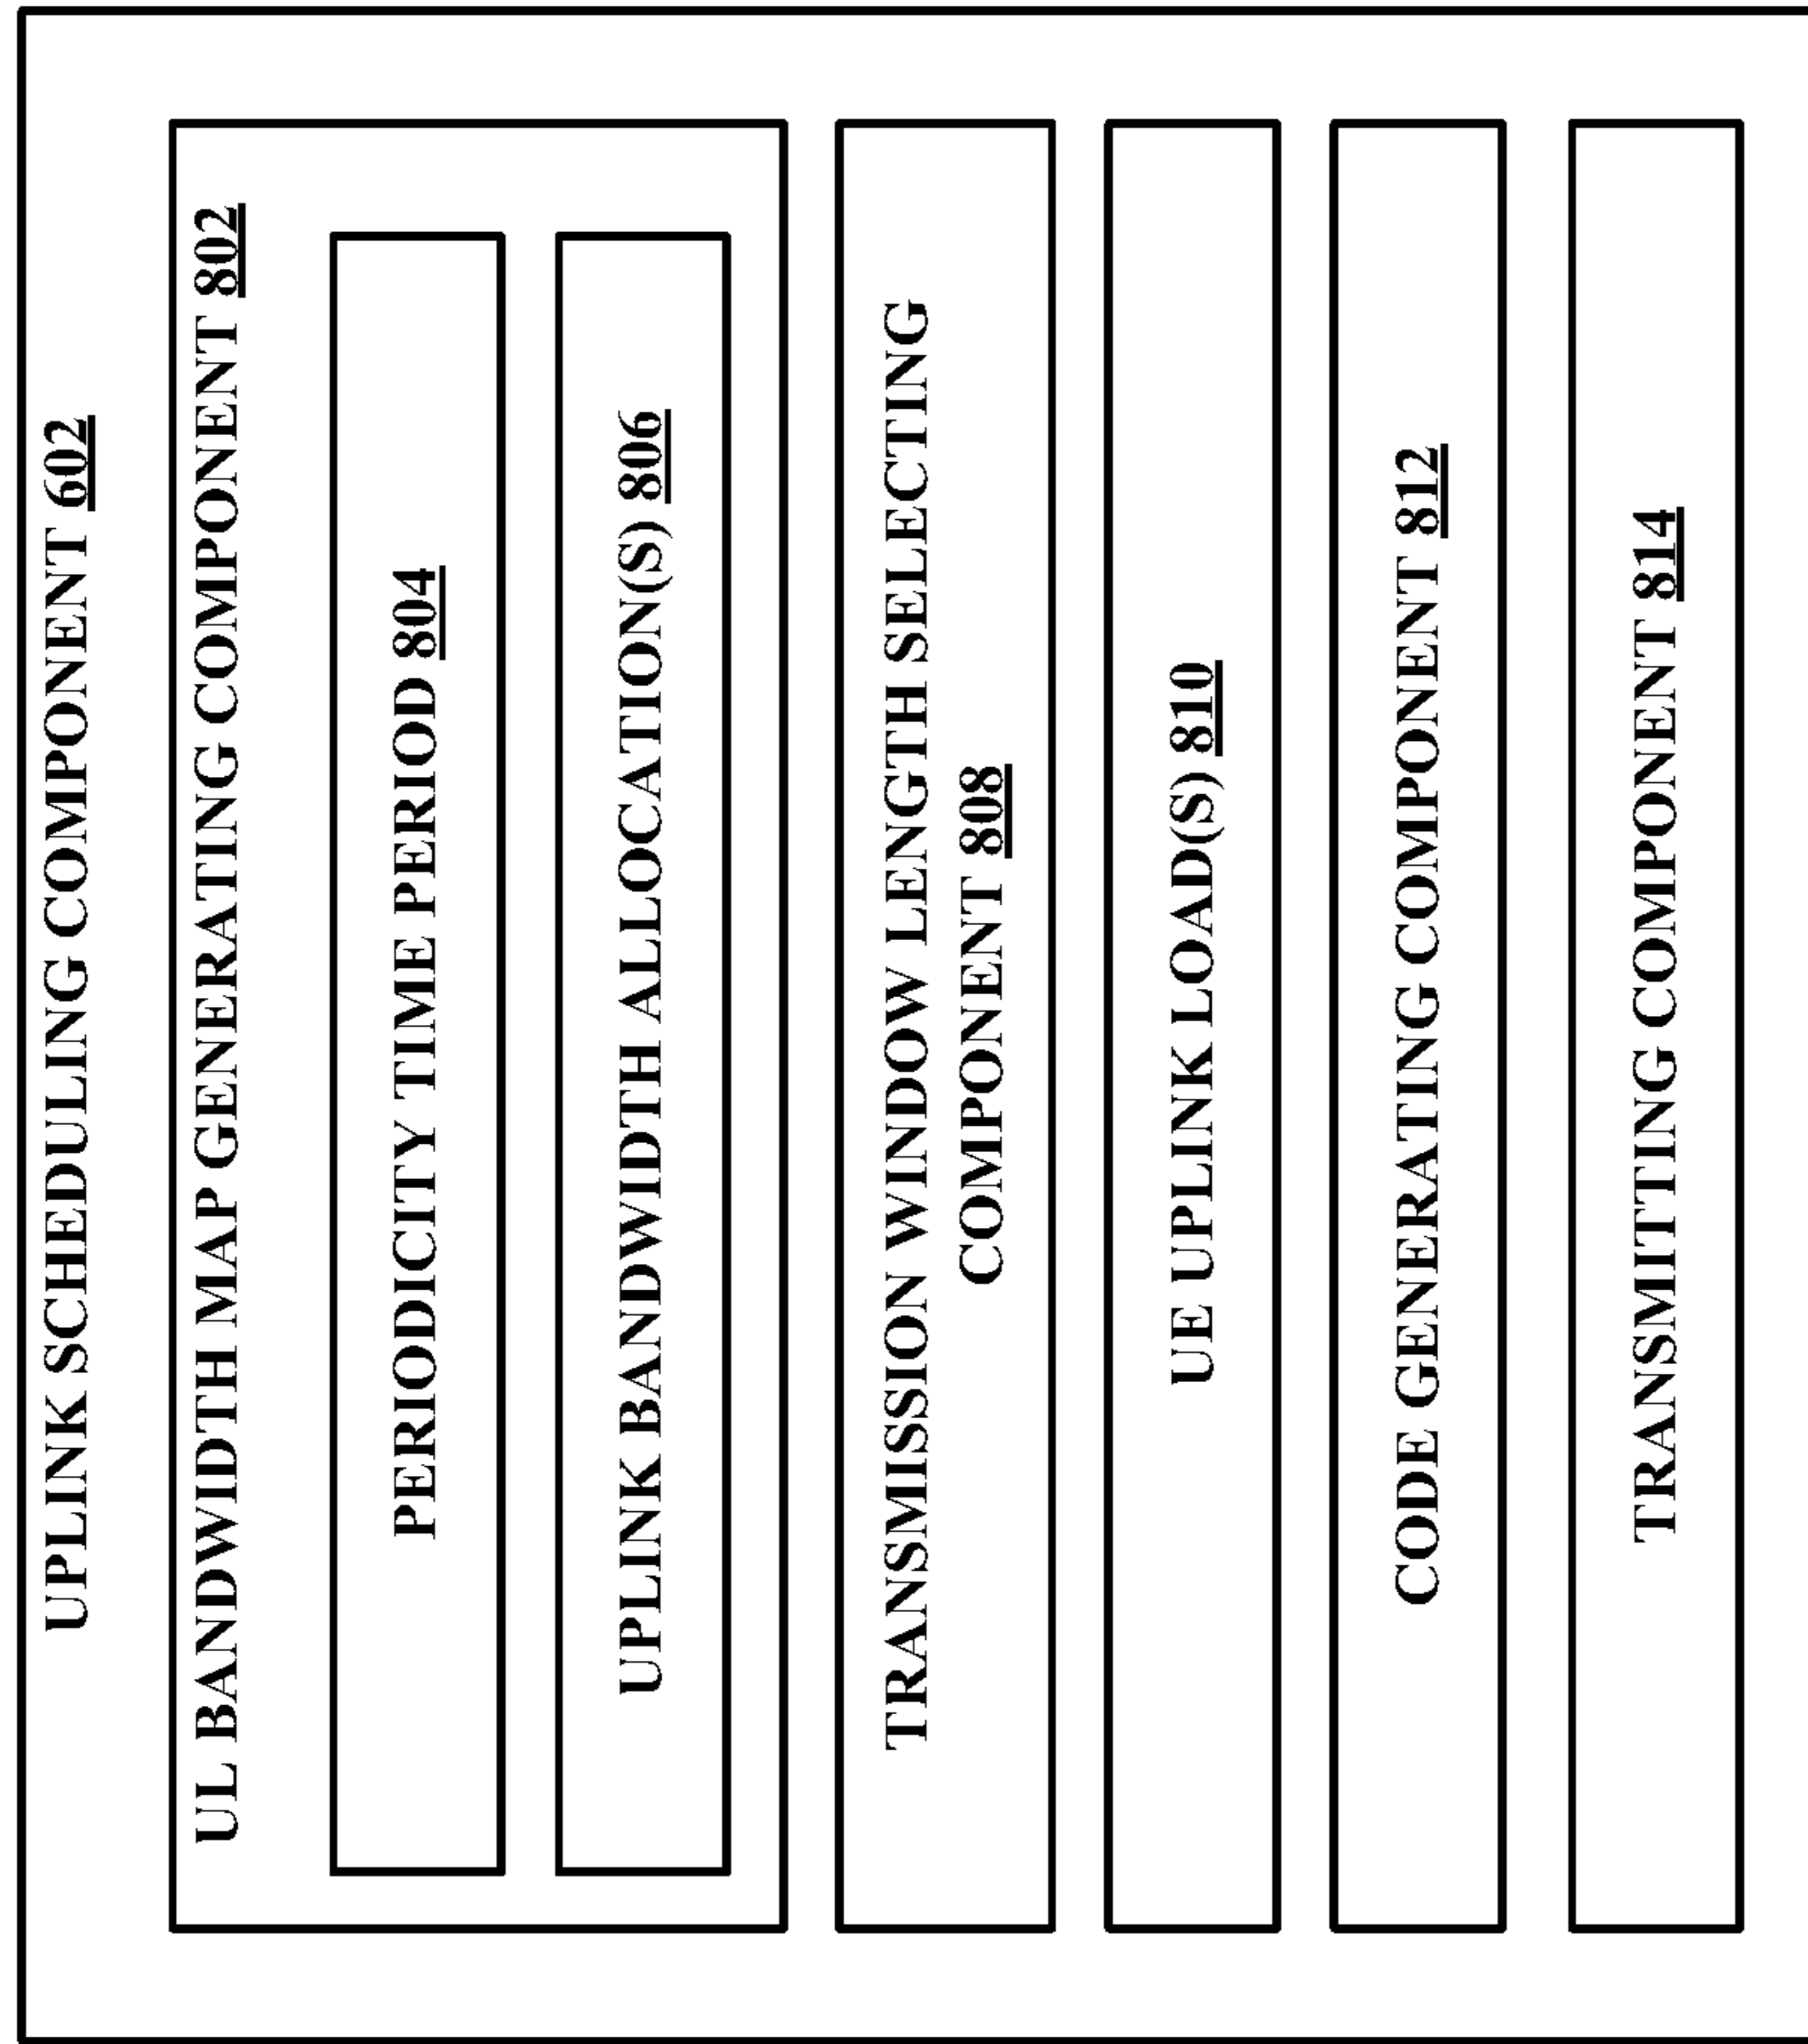 UPLINK SCHEDULING COMPONENT 602
UL BANDWIDTH MAP GENERATING COMPONENT 802
PERIODICITY TIME PERIOD 804
UPLINK BANDWIDTH ALLOCATION(S) 806
TRANSMISSION WINDOW LENGTH SELECTING
COMPONENT 808
UE UPLINK LOAD(S) 810
CODE GENERATING COMPONENT 812
TRANSMITTING COMPONENT 814